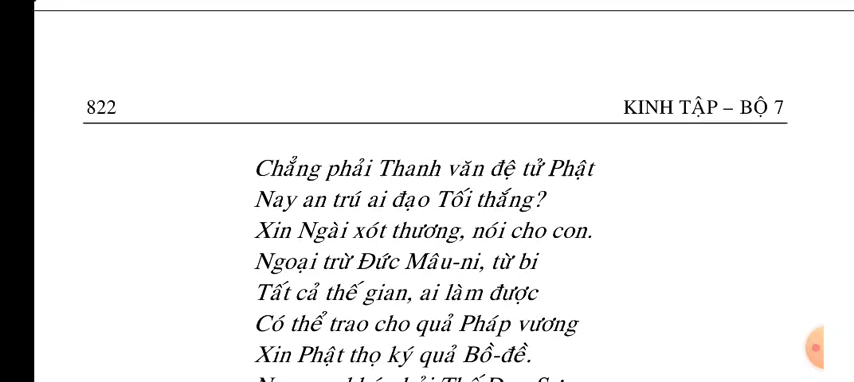 822
KINH TẬP – BỘ 7
Chẳng phải Thanh văn đệ tử Phật
Nay an trú ai đạo Tối thắng?
Xin Ngài xót thương, nói cho con.
Ngoại trừ Đức Mâu-ni, từ bi
Tất cả thế gian, ai làm được
Có thể trao cho quả Pháp vương
Xin Phật thọ ký quả Bồ-đề.